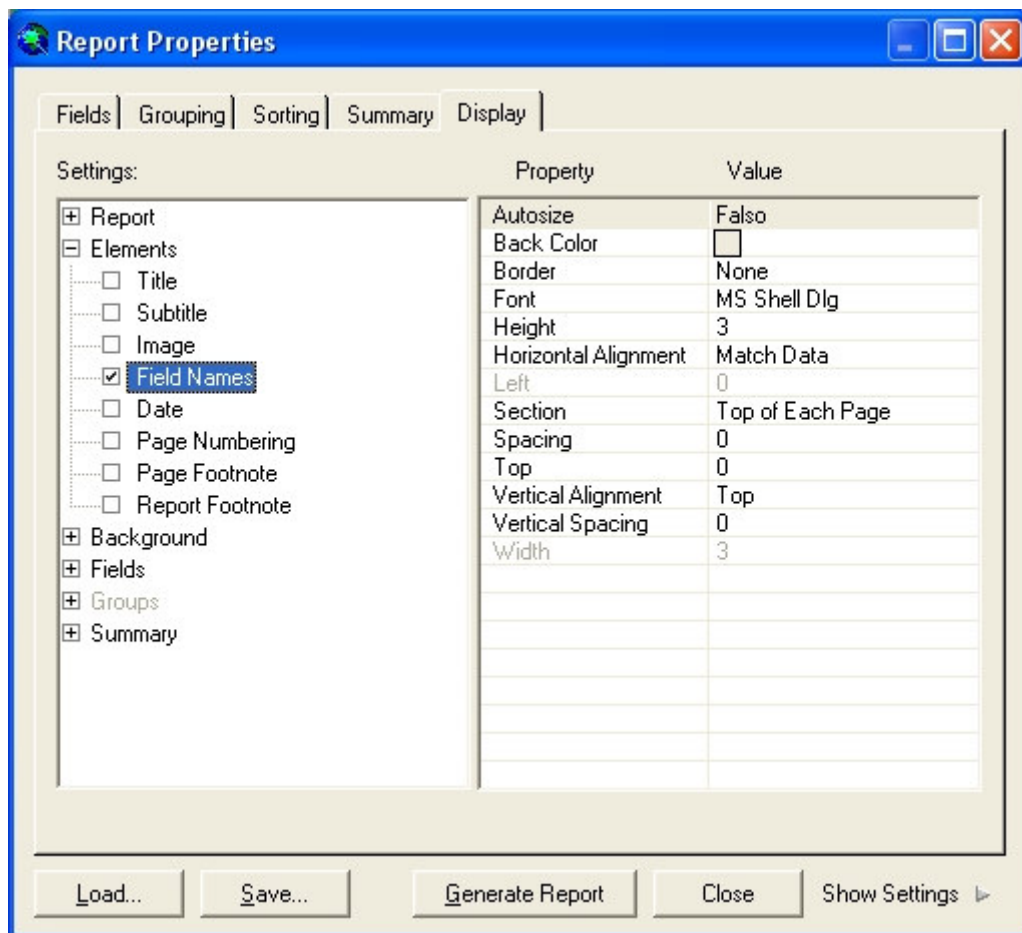 Report Properties
Fields Grouping Sorting Summary Display
Settings:
Property Value
Report
Elements
Title
Subtitle
Image
Field Names
Date
Page Numbering
Page Footnote
Report Footnote
Background
Fields
Groups
Summary
Autosize Falso
Back Color
Border None
Font MS Shell Dlg
Height 3
Horizontal Alignment Match Data
Left 0
Section Top of Each Page
Spacing 0
Top 0
Vertical Alignment Top
Vertical Spacing 0
Width 3
Load... Save... Generate Report Close Show Settings